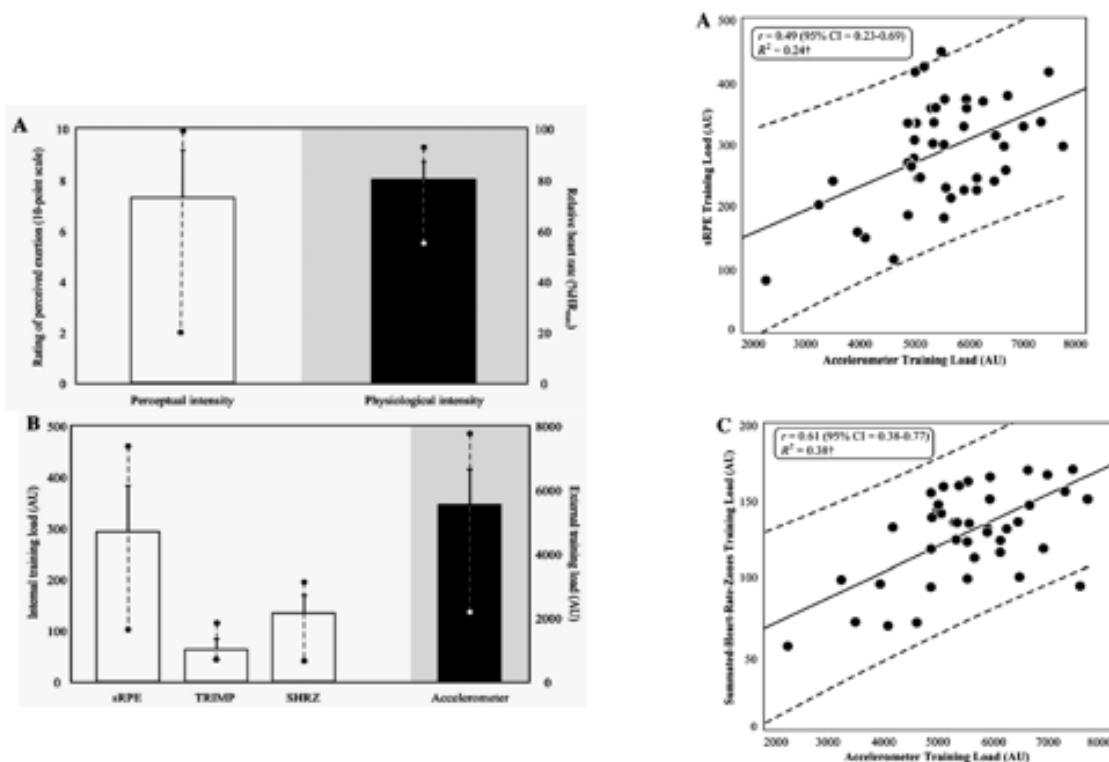 A
10
8
6
4
2
0
Rating of perceived exertion (10-point scale)
100
80
60
40
20
0
Relative heart rate (%HRmax)
Perceptual intensity
Physiological intensity
B
500
400
300
200
100
0
Internal training load (AU)
8000
6000
4000
2000
0
External training load (AU)
sRPE
TRIMP
SHRZ
Accelerometer
A
500
400
300
200
100
0
sRPE Training Load (AU)
r = 0.49 (95% CI = 0.23-0.69)
R² = 0.24†
2000
3000
4000
5000
6000
7000
8000
Accelerometer Training Load (AU)
C
200
150
100
50
0
Summated-Heart-Rate-Zones Training Load (AU)
r = 0.61 (95% CI = 0.38-0.77)
R² = 0.38†
2000
3000
4000
5000
6000
7000
8000
Accelerometer Training Load (AU)